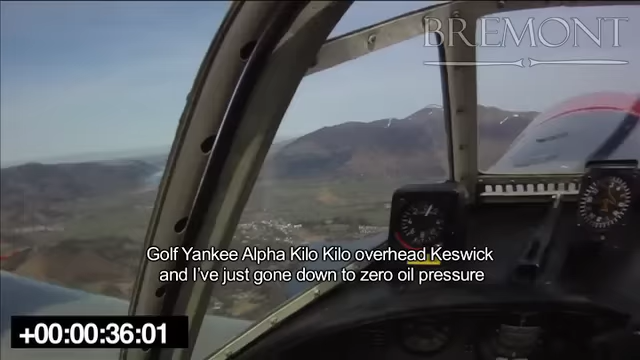 BREMONT
Golf Yankee Alpha Kilo Kilo overhead Keswick
and I've just gone down to zero oil pressure
+00:00:36:01